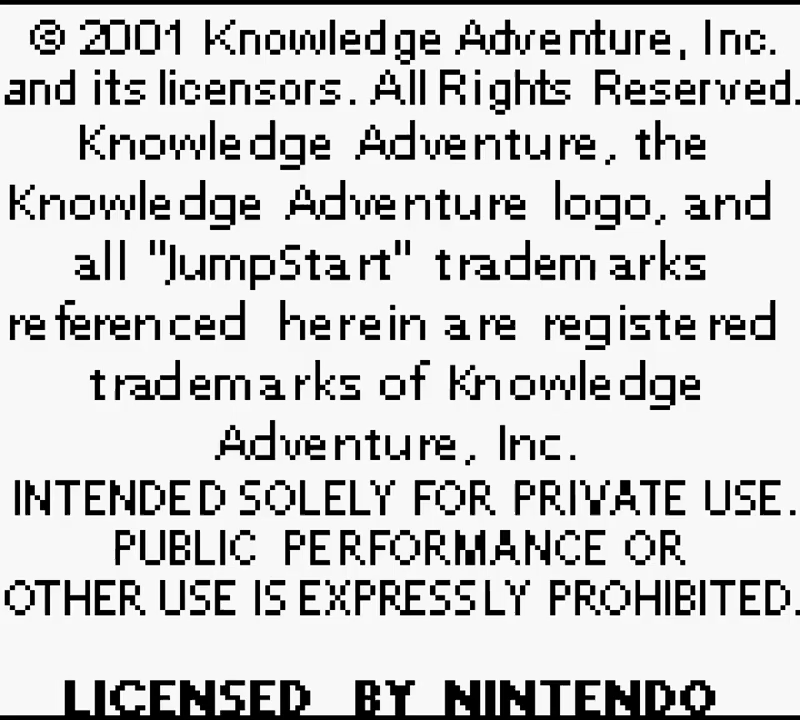 © 2001 Knowledge Adventure, Inc.
and its licensors. All Rights Reserved.
Knowledge Adventure, the
Knowledge Adventure logo, and
all "JumpStart" trademarks
referenced herein are registered
trademarks of Knowledge
Adventure, Inc.
INTENDED SOLELY FOR PRIVATE USE.
PUBLIC PERFORMANCE OR
OTHER USE IS EXPRESSLY PROHIBITED.
LICENSED BY NINTENDO